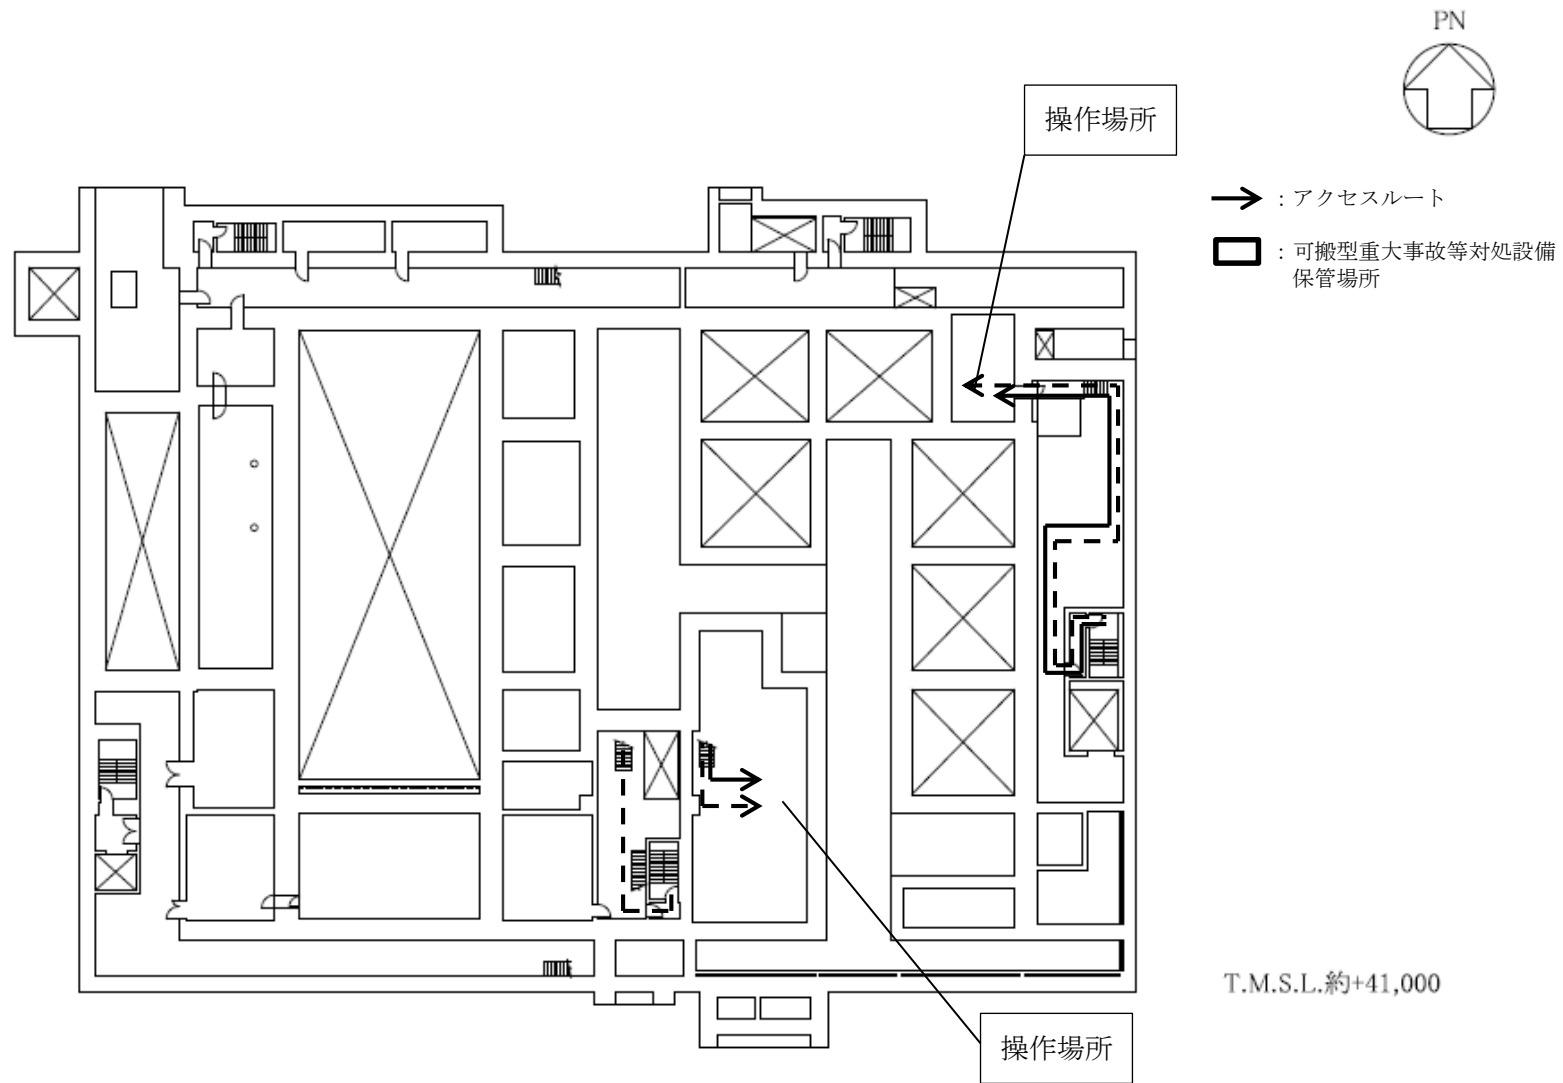 PN
操作場所
：アクセスルート
：可搬型重大事故等対処設備
保管場所
T.M.S.L.約+41,000
操作場所